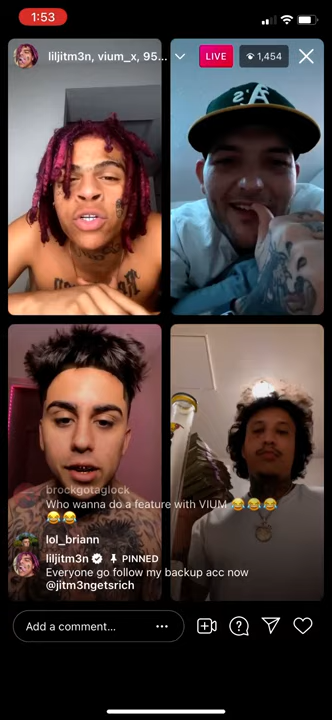 1:53
liljitm3n, vium_x, 95...
LIVE
1,454
brockgotaglock
Who wanna do a feature with VIUM 😂😂😂
😂😂
lol_briann
liljitm3n PINNED
Everyone go follow my backup acc now
@jitm3ngetsrich
Add a comment...